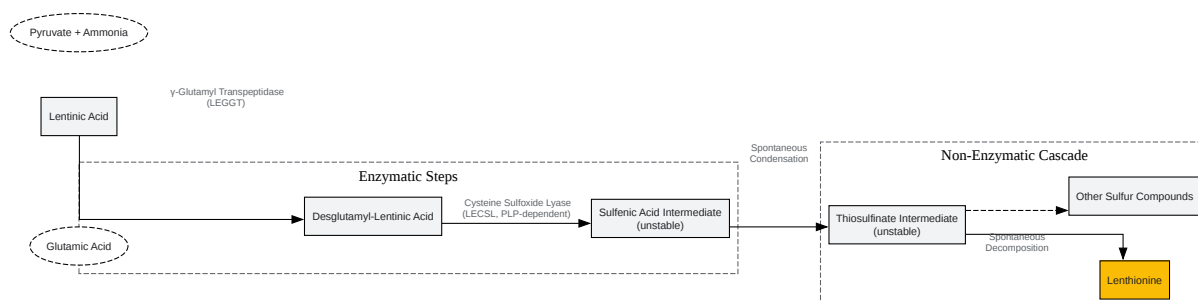 Pyruvate + Ammonia
γ-Glutamyl Transpeptidase
(LEGGT)
Lentinic Acid
Spontaneous
Condensation
Non-Enzymatic Cascade
Enzymatic Steps
Other Sulfur Compounds
Cysteine Sulfoxide Lyase
(LECSL, PLP-dependent)
Desglutamyl-Lentinic Acid
Sulfenic Acid Intermediate
(unstable)
Thiosulfinate Intermediate
(unstable)
Spontaneous
Decomposition
Glutamic Acid
Lenthionine